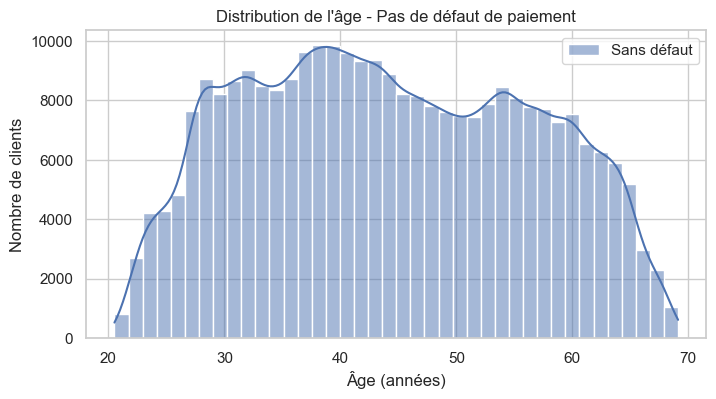 Distribution de l'âge - Pas de défaut de paiement
Sans défaut
10000
8000
6000
4000
2000
0
Nombre de clients
20 30 40 50 60 70
Âge (années)